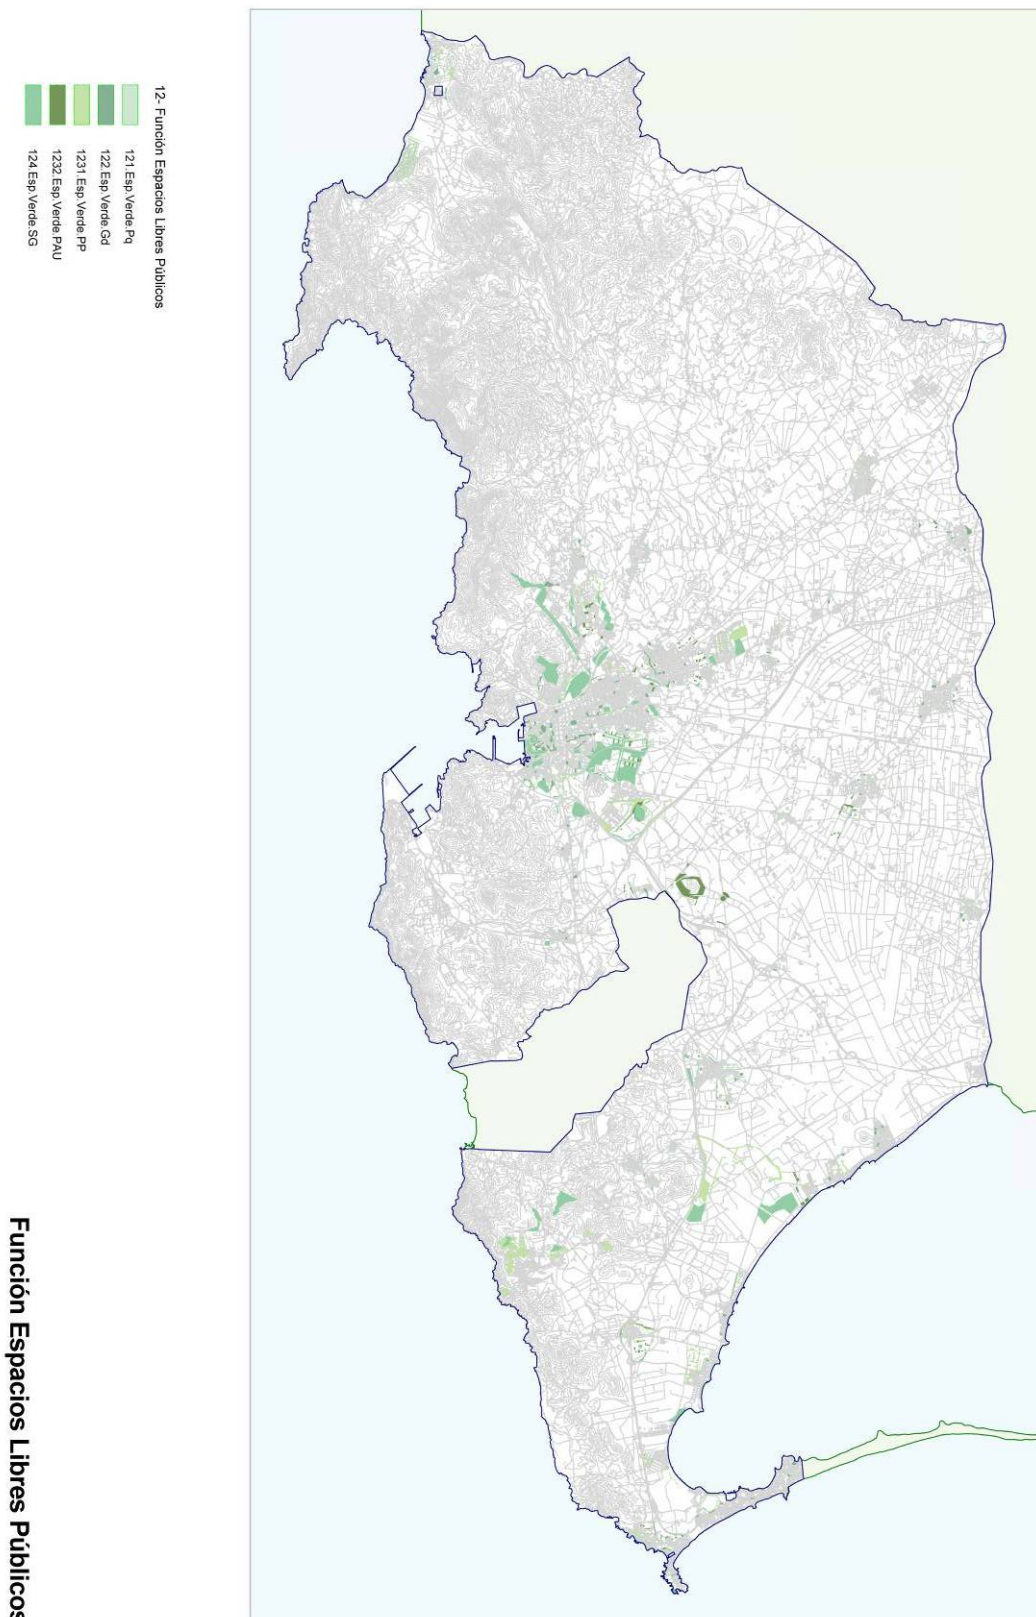 12- Función Espacios Libres Públicos
121.Esp.Verde.Pq
122.Esp.Verde.Gd
1231.Esp.Verde.PP
1232.Esp.Verde.PAU
124.Esp.Verde.SG
Función Espacios Libres Públicos